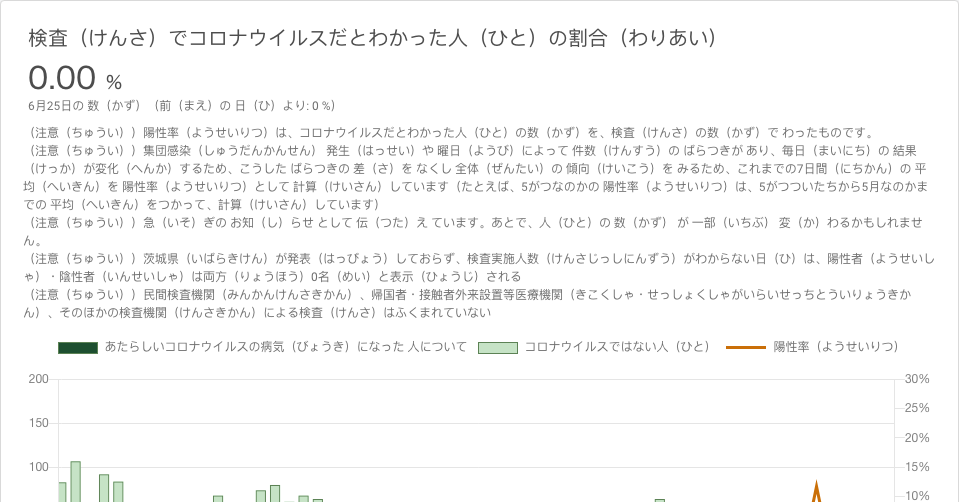 検査（けんさ）でコロナウイルスだとわかった人（ひと）の割合（わりあい）
0.00 %
6月25日の 数（かず）（前（まえ）の 日（ひ）より: 0 %）
（注意（ちゅうい））陽性率（ようせいりつ）は、コロナウイルスだとわかった人（ひと）の数（かず）を、検査（けんさ）の数（かず）で わったものです。
（注意（ちゅうい））集団感染（しゅうだんかんせん） 発生（はっせい）や 曜日（ようび）によって 件数（けんすう）の ばらつきが あり、毎日（まいにち）の 結果
（けっか）が変化（へんか）するため、こうした ばらつきの 差（さ）を なくし 全体（ぜんたい）の 傾向（けいこう）を みるため、これまでの7日間（にちかん）の 平
均（へいきん）を 陽性率（ようせいりつ）として 計算（けいさん）しています（たとえば、5がつなのかの 陽性率（ようせいりつ）は、5がつついたちから5月なのかま
での 平均（へいきん）をつかって、計算（けいさん）しています）
（注意（ちゅうい））急（いそ）ぎの お知（し）らせ として 伝（つた）え ています。あとで、人（ひと）の 数（かず） が 一部（いちぶ） 変（か）わるかもしれませ
ん。
（注意（ちゅうい））茨城県（いばらきけん）が発表（はっぴょう）しておらず、検査実施人数（けんさじっしにんずう）がわからない日（ひ）は、陽性者（ようせいし
ゃ）・陰性者（いんせいしゃ）は両方（りょうほう）0名（めい）と表示（ひょうじ）される
（注意（ちゅうい））民間検査機関（みんかんけんさきかん）、帰国者・接触者外来設置等医療機関（きこくしゃ・せっしょくしゃがいらいせっちとういりょうきか
ん）、そのほかの検査機関（けんさきかん）による検査（けんさ）はふくまれていない
あたらしいコロナウイルスの病気（びょうき）になった 人について コロナウイルスではない人（ひと） 陽性率（ようせいりつ）
200 30%
25%
150
20%
100 15%
10%